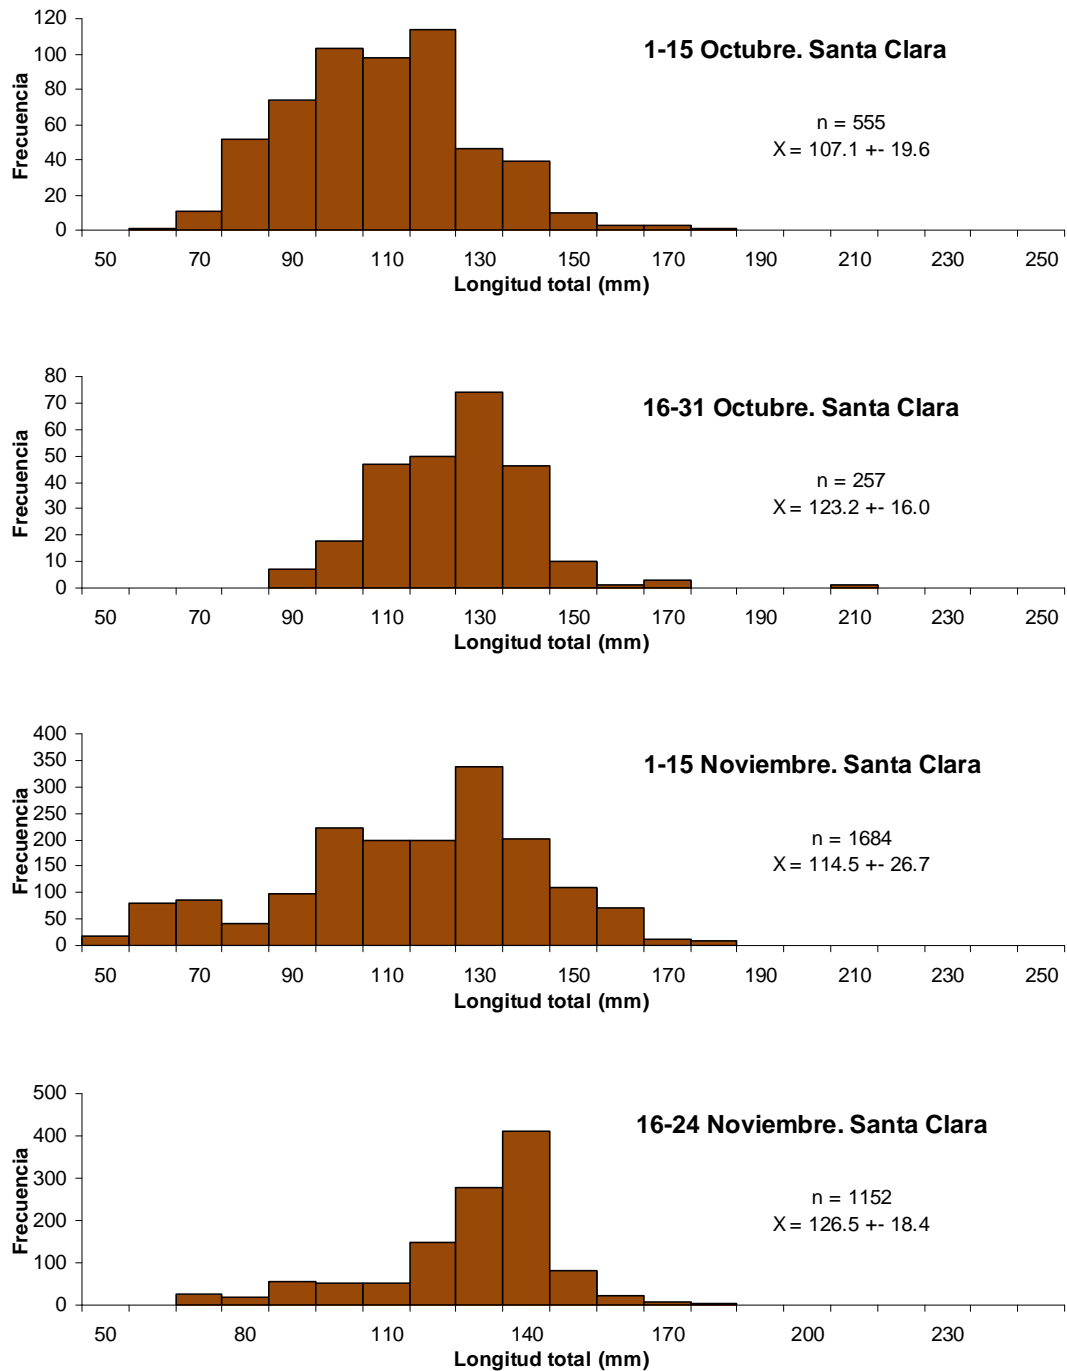 1-15 Octubre. Santa Clara
n = 555
X = 107.1 +- 19.6
Frecuencia
120
100
80
60
40
20
0
50 70 90 110 130 150 170 190 210 230 250
Longitud total (mm)
16-31 Octubre. Santa Clara
n = 257
X = 123.2 +- 16.0
Frecuencia
80
70
60
50
40
30
20
10
0
50 70 90 110 130 150 170 190 210 230 250
Longitud total (mm)
1-15 Noviembre. Santa Clara
n = 1684
X = 114.5 +- 26.7
Frecuencia
400
350
300
250
200
150
100
50
0
50 70 90 110 130 150 170 190 210 230 250
Longitud total (mm)
16-24 Noviembre. Santa Clara
n = 1152
X = 126.5 +- 18.4
Frecuencia
500
400
300
200
100
0
50 80 110 140 170 200 230
Longitud total (mm)